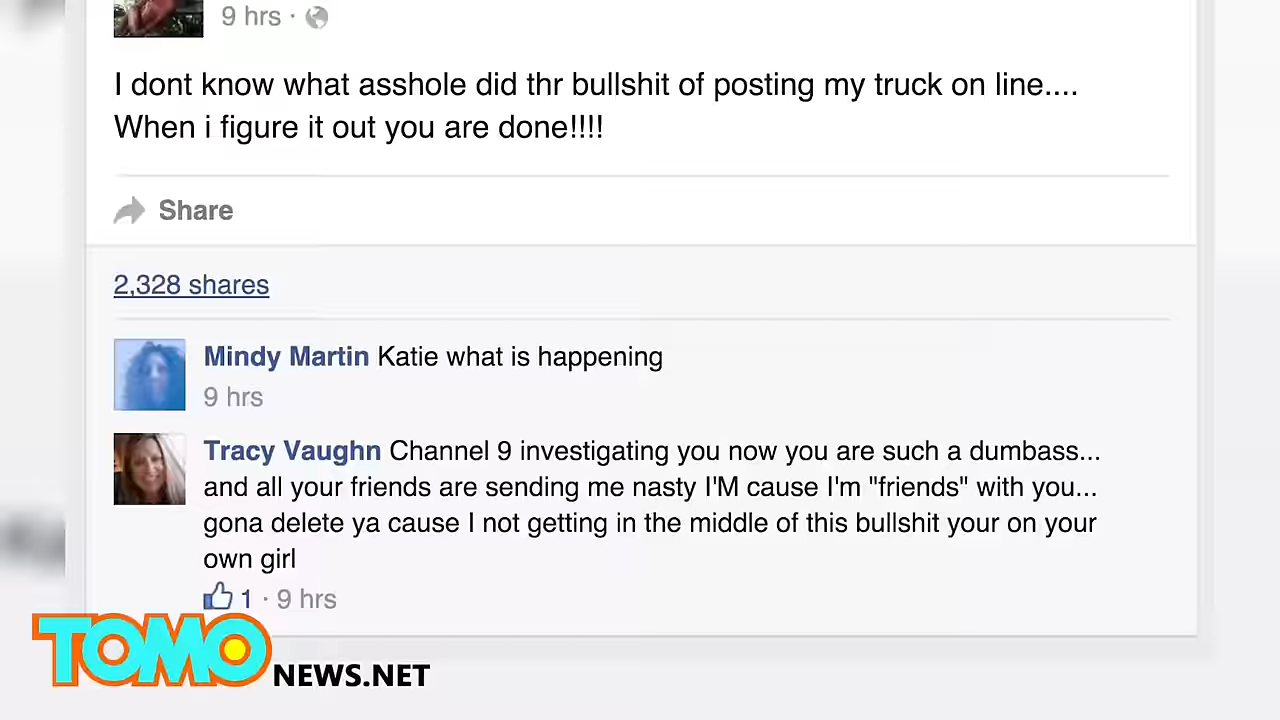 9 hrs ·
I dont know what asshole did thr bullshit of posting my truck on line....
When i figure it out you are done!!!!
Share
2,328 shares
Mindy Martin Katie what is happening
9 hrs
Tracy Vaughn Channel 9 investigating you now you are such a dumbass...
and all your friends are sending me nasty I'M cause I'm "friends" with you...
gona delete ya cause I not getting in the middle of this bullshit your on your
own girl
1 · 9 hrs
TOMO
NEWS.NET